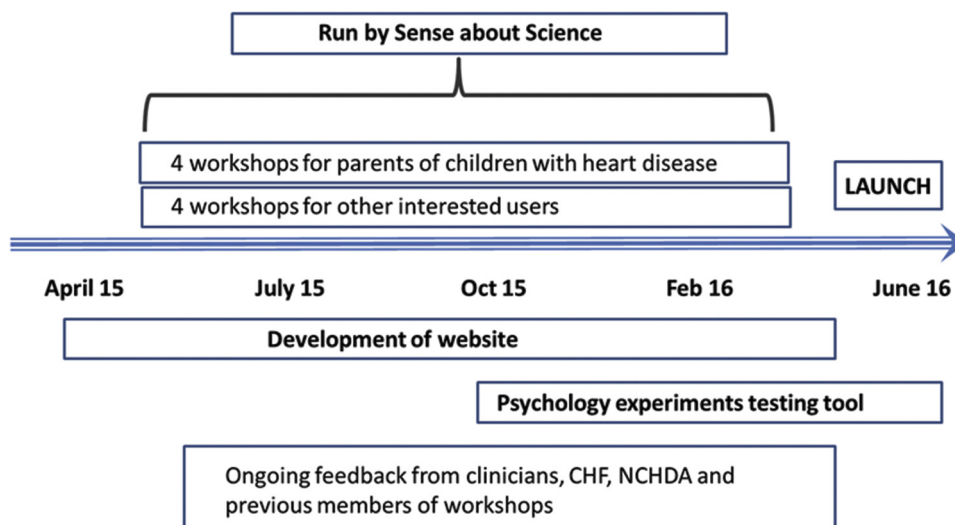 Run by Sense about Science
4 workshops for parents of children with heart disease
4 workshops for other interested users
LAUNCH
April 15
July 15
Oct 15
Feb 16
June 16
Development of website
Psychology experiments testing tool
Ongoing feedback from clinicians, CHF, NCHDA and
previous members of workshops